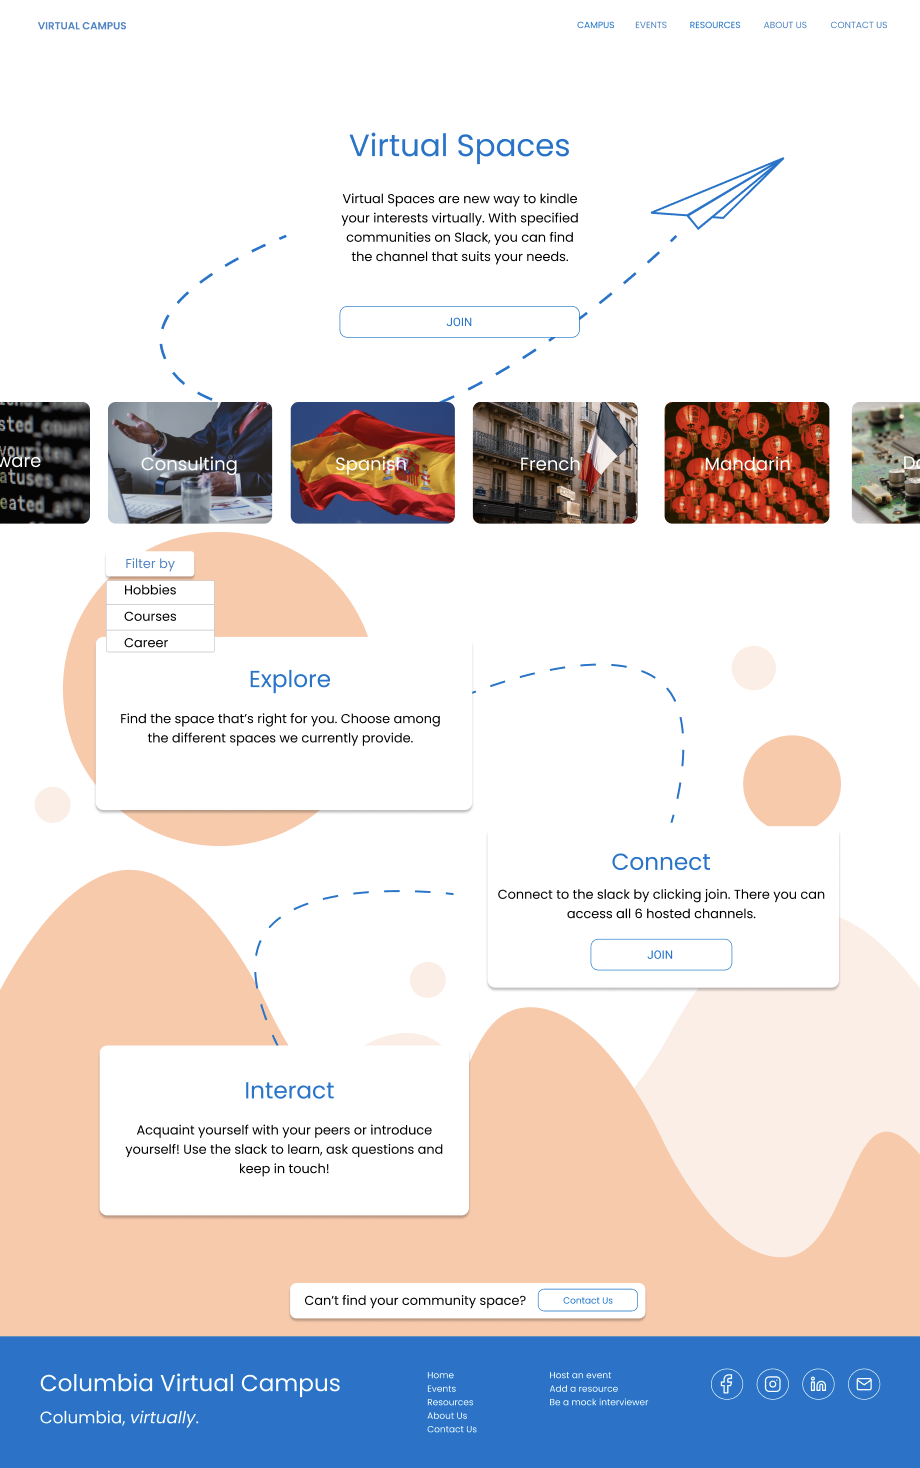 VIRTUAL CAMPUS
CAMPUS EVENTS RESOURCES ABOUT US CONTACT US
Virtual Spaces
Virtual Spaces are new way to kindle
your interests virtually. With specified
communities on Slack, you can find
the channel that suits your needs.
JOIN
ware
Consulting
Spanish
French
Mandarin
Filter by
Hobbies
Courses
Career
Explore
Find the space that’s right for you. Choose among
the different spaces we currently provide.
Connect
Connect to the slack by clicking join. There you can
access all 6 hosted channels.
JOIN
Interact
Acquaint yourself with your peers or introduce
yourself! Use the slack to learn, ask questions and
keep in touch!
Can’t find your community space?
Contact Us
Columbia Virtual Campus
Columbia, virtually.
Home
Events
Resources
About Us
Contact Us
Host an event
Add a resource
Be a mock interviewer